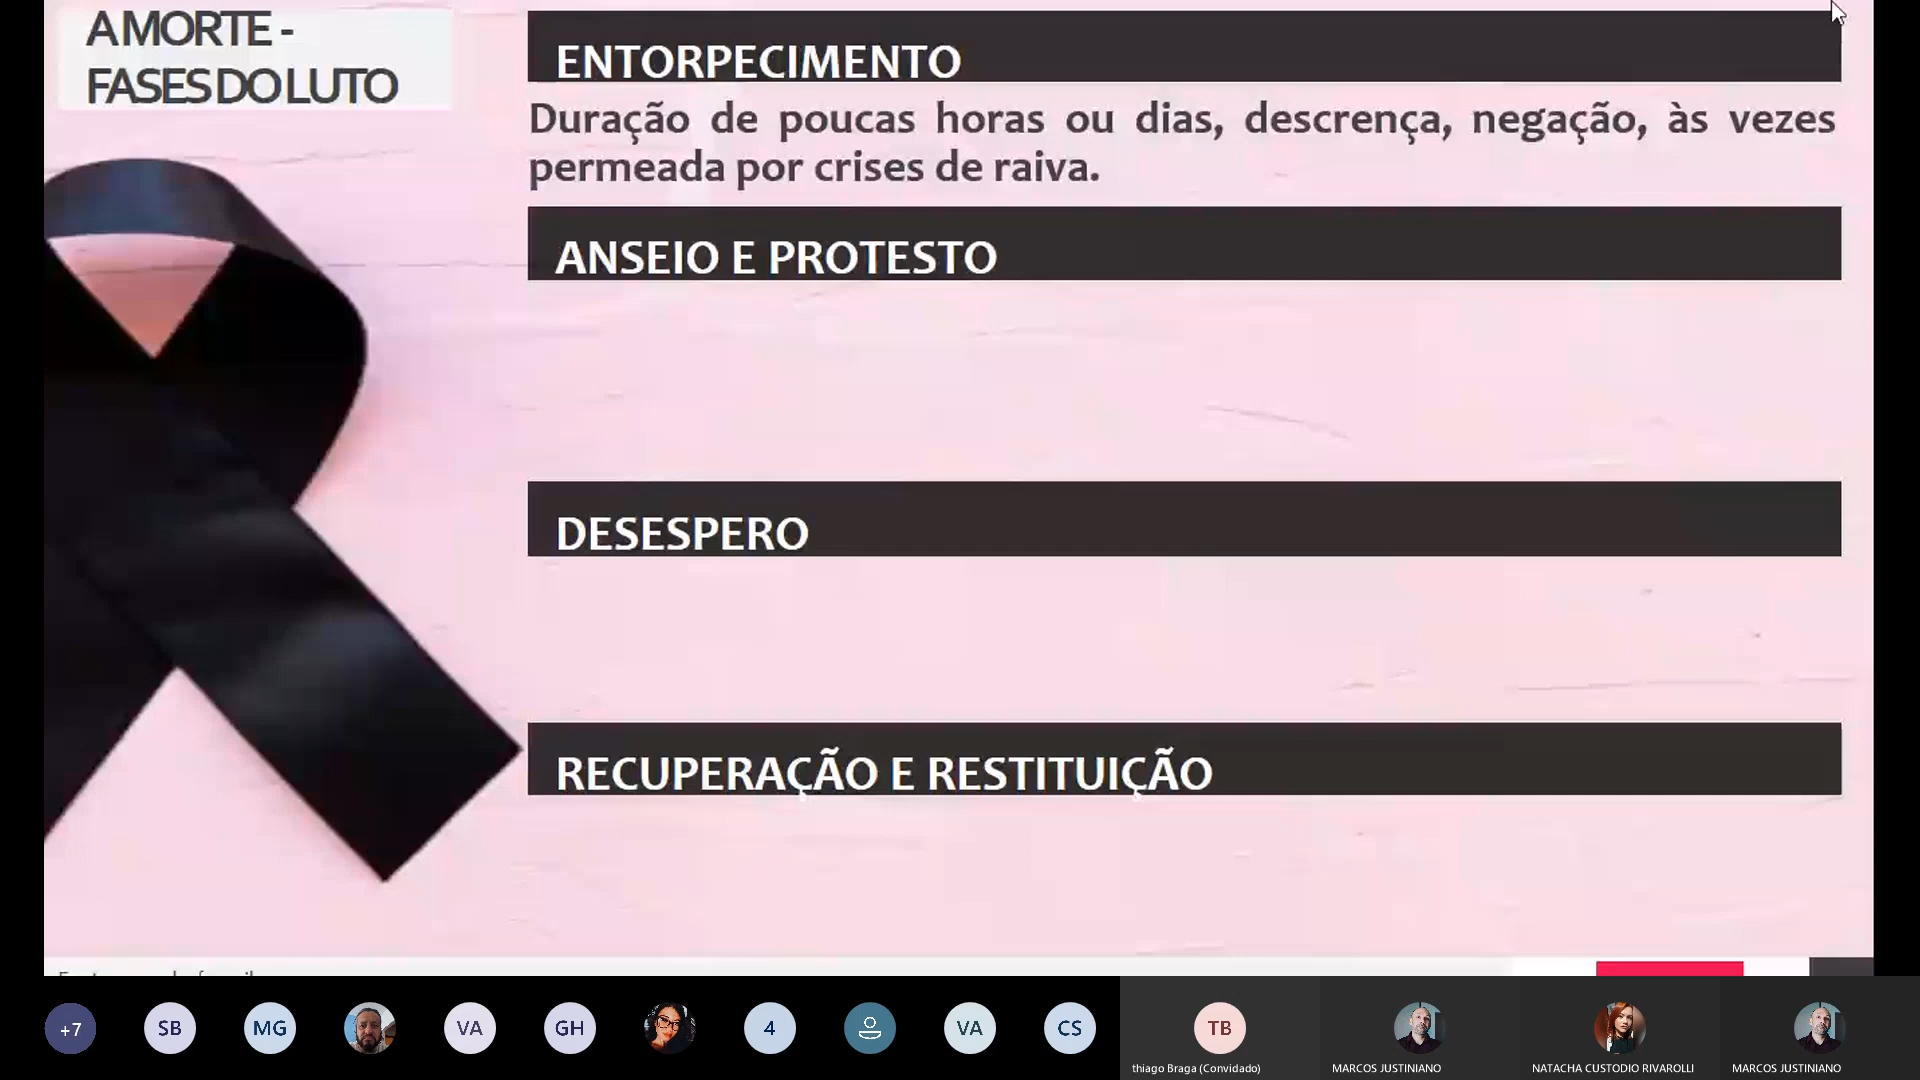 A MORTE -
FASES DO LUTO
ENTORPECIMENTO
Duração de poucas horas ou dias, descrença, negação, às vezes
permeada por crises de raiva.
ANSEIO E PROTESTO
DESESPERO
RECUPERAÇÃO E RESTITUIÇÃO
+7
SB
MG
VA
GH
4
VA
CS
TB
thiago Braga (Convidado)
MARCOS JUSTINIANO
NATACHA CUSTODIO RIVAROLLI
MARCOS JUSTINIANO